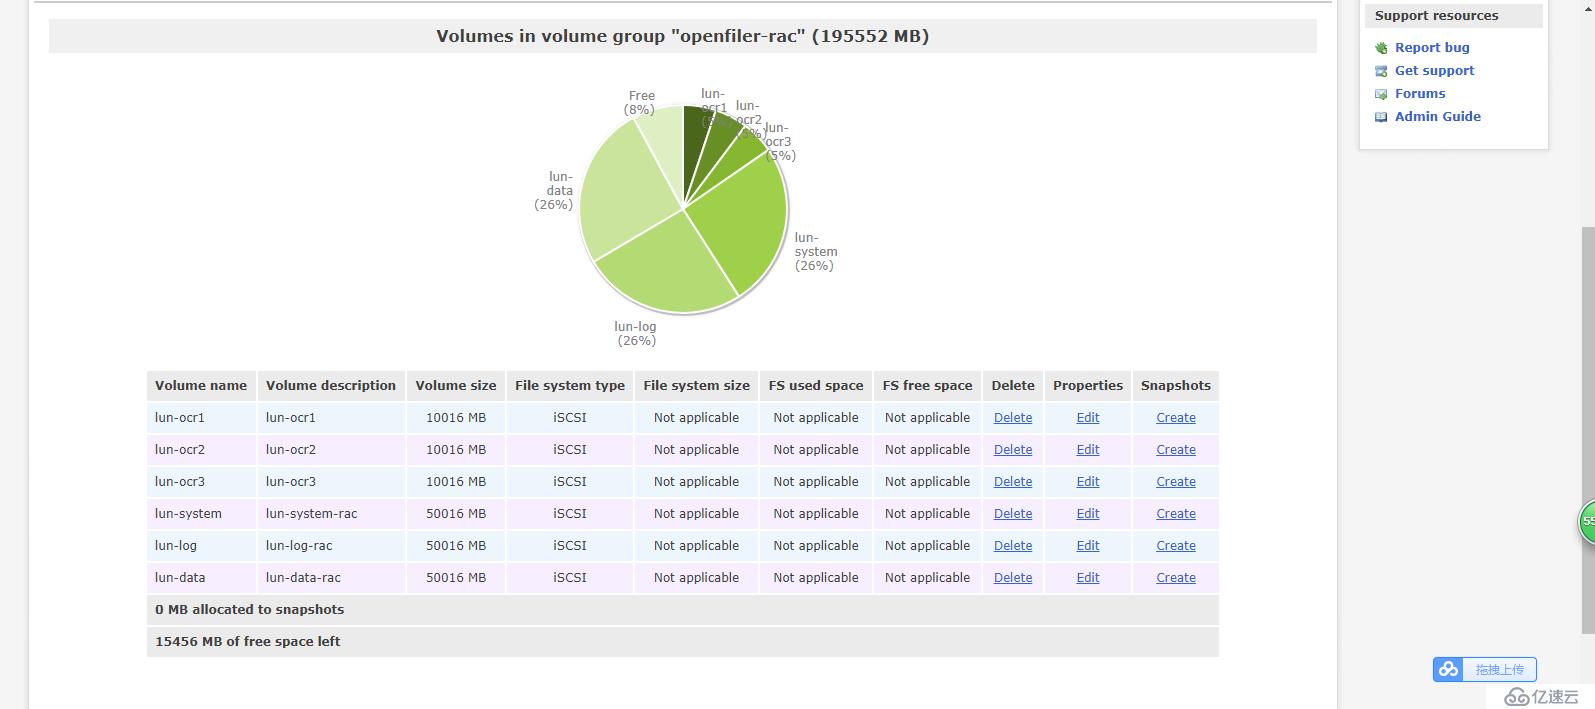 Volumes in volume group "openfiler-rac" (195552 MB)
Free
(8%)
lun-
ocr1
(5%)
lun-
ocr2
(5%)
lun-
ocr3
(5%)
lun-
data
(26%)
lun-
system
(26%)
lun-log
(26%)
Volume name Volume description Volume size File system type File system size FS used space FS free space Delete Properties Snapshots
lun-ocr1 lun-ocr1 10016 MB iSCSI Not applicable Not applicable Not applicable Delete Edit Create
lun-ocr2 lun-ocr2 10016 MB iSCSI Not applicable Not applicable Not applicable Delete Edit Create
lun-ocr3 lun-ocr3 10016 MB iSCSI Not applicable Not applicable Not applicable Delete Edit Create
lun-system lun-system-rac 50016 MB iSCSI Not applicable Not applicable Not applicable Delete Edit Create
lun-log lun-log-rac 50016 MB iSCSI Not applicable Not applicable Not applicable Delete Edit Create
lun-data lun-data-rac 50016 MB iSCSI Not applicable Not applicable Not applicable Delete Edit Create
0 MB allocated to snapshots
15456 MB of free space left
Support resources
Report bug
Get support
Forums
Admin Guide
拖拽上传
亿速云